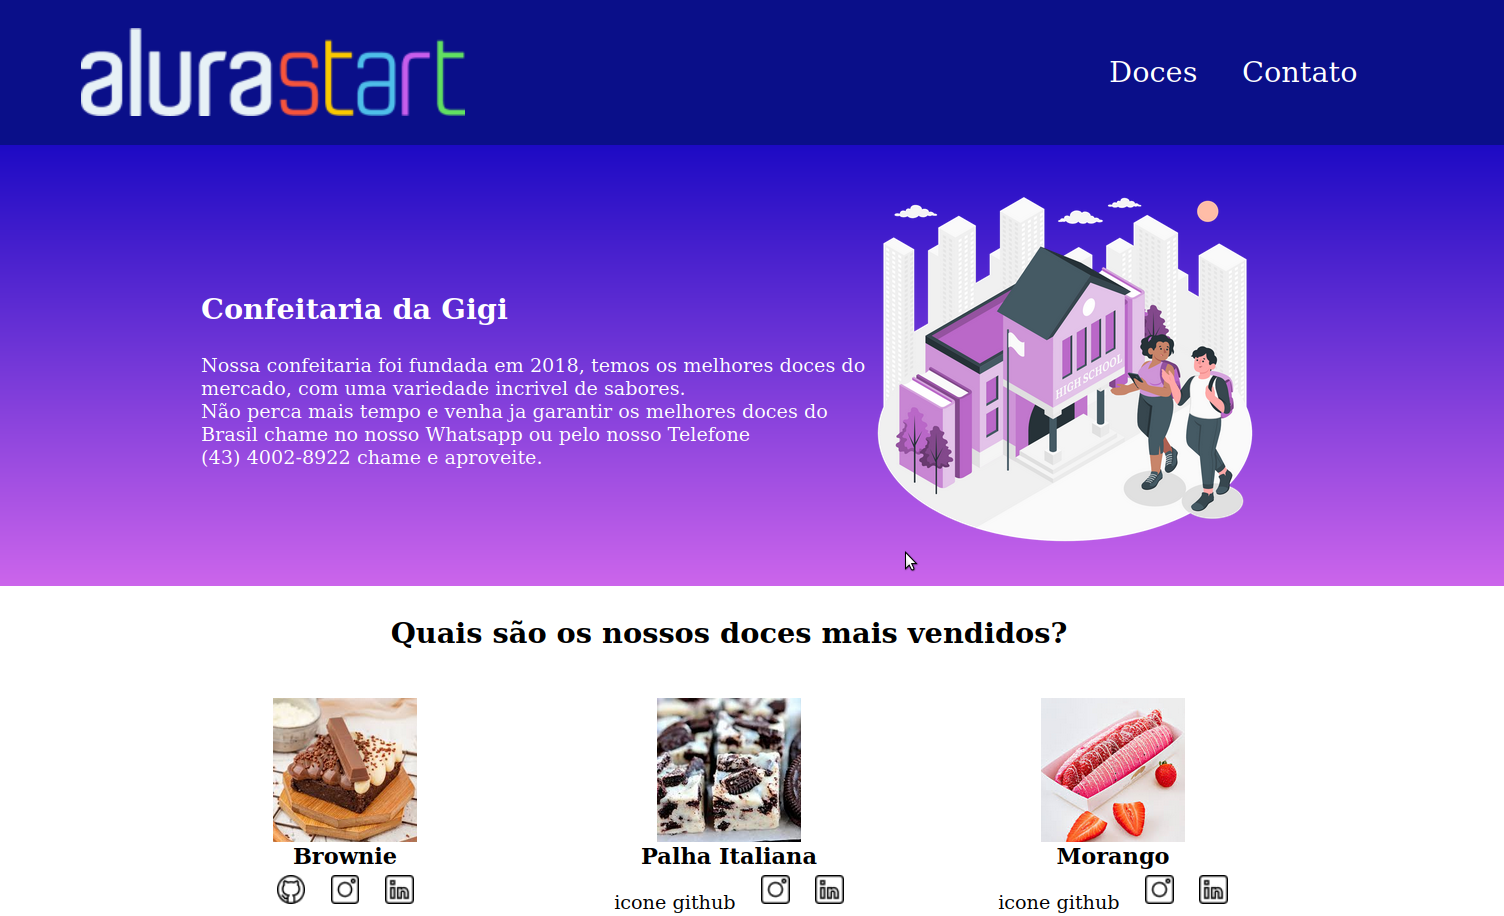 alurastart
Doces Contato
Confeitaria da Gigi
Nossa confeitaria foi fundada em 2018, temos os melhores doces do
mercado, com uma variedade incrivel de sabores.
Não perca mais tempo e venha ja garantir os melhores doces do
Brasil chame no nosso Whatsapp ou pelo nosso Telefone
(43) 4002-8922 chame e aproveite.
HIGH SCHOOL
Quais são os nossos doces mais vendidos?
Brownie
Palha Italiana
Morango
in
icone github
in
icone github
in